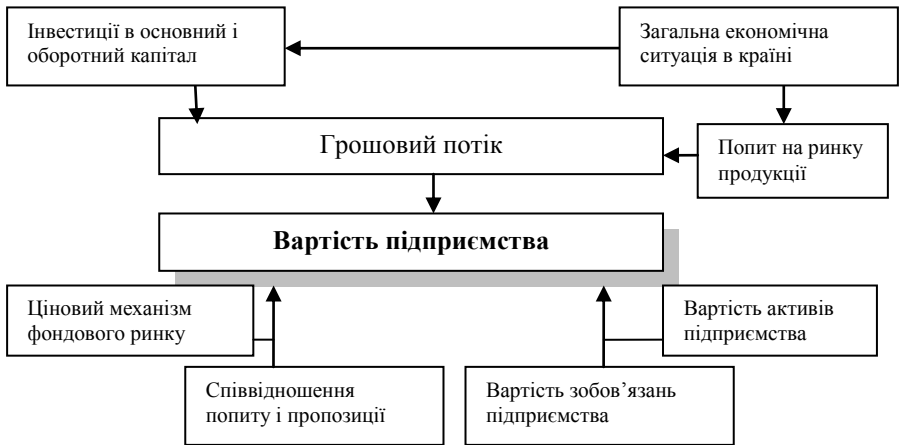 Інвестиції в основний і
оборотний капітал
Загальна економічна
ситуація в країні
Грошовий потік
Попит на ринку
продукції
Вартість підприємства
Ціновий механізм
фондового ринку
Вартість активів
підприємства
Співвідношення
попиту і пропозиції
Вартість зобов’язань
підприємства